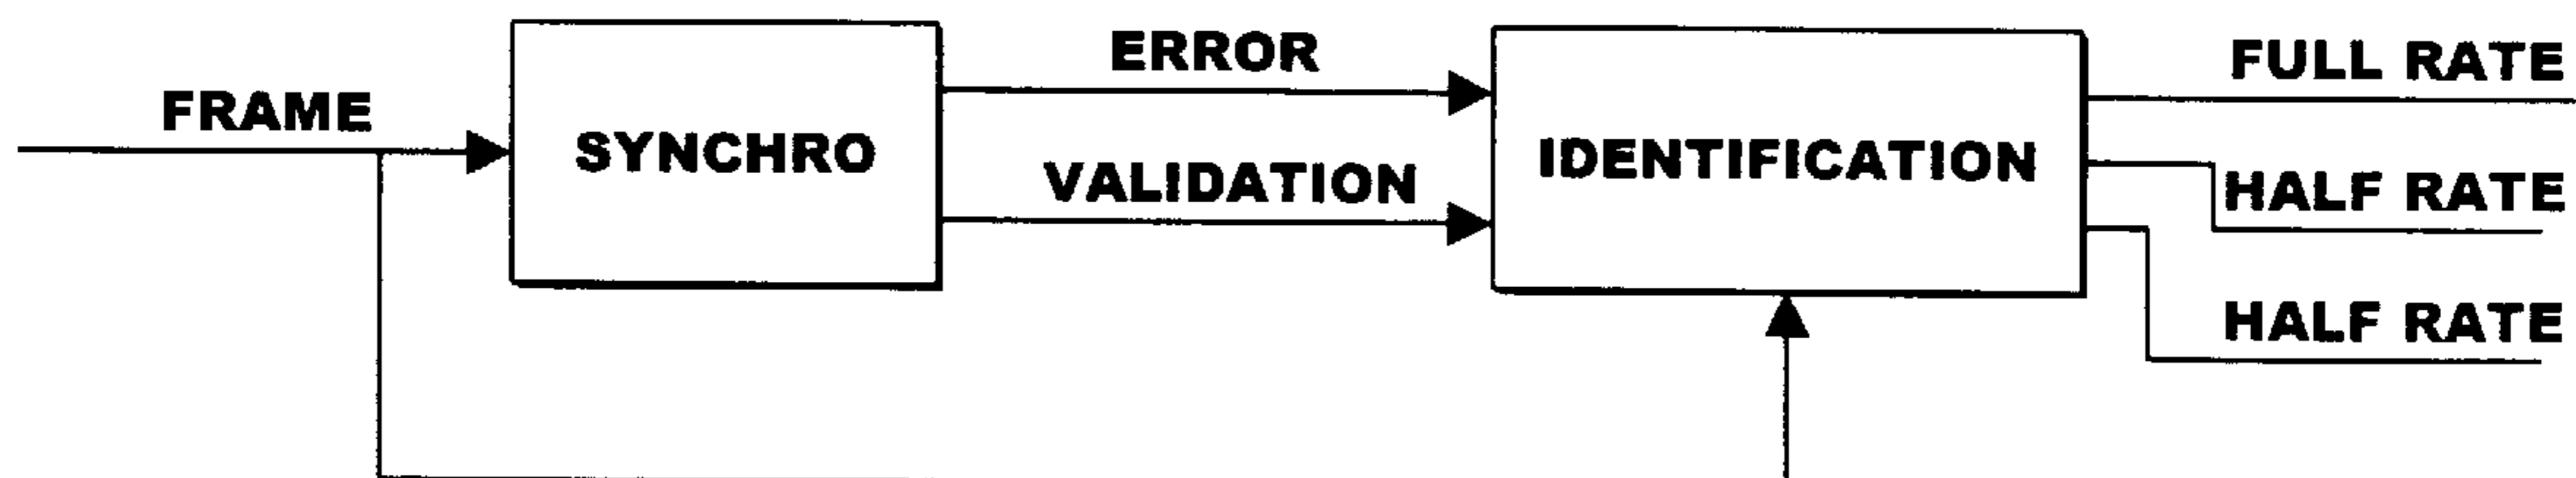 FRAME
SYNCHRO
ERROR
VALIDATION
IDENTIFICATION
FULL RATE
HALF RATE
HALF RATE